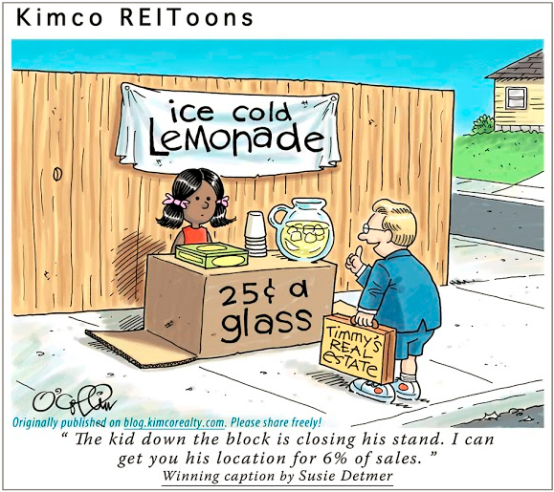 Kimco REIToons
ice cold
LEMONADE
25¢ a
glass
Timmy's
REAL
estATE
Originally published on blog.kimcorealty.com. Please share freely!
“ The kid down the block is closing his stand. I can
get you his location for 6% of sales. ”
Winning caption by Susie Detmer